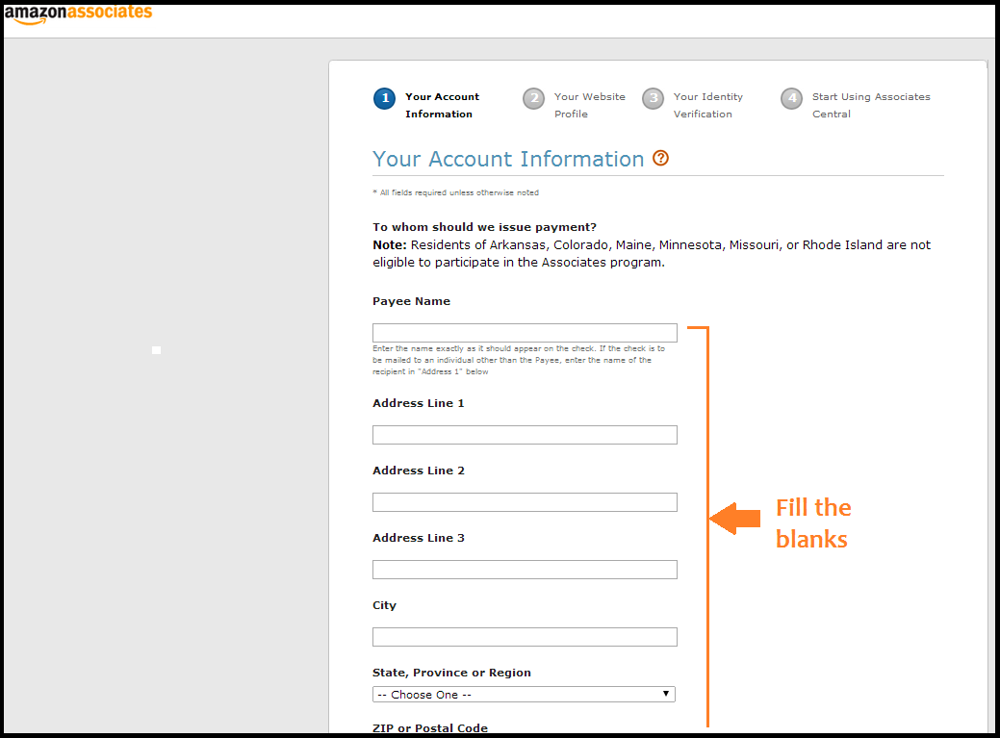 amazonassociates
1 Your Account Information
2 Your Website Profile
3 Your Identity Verification
4 Start Using Associates Central
Your Account Information ?
* All fields required unless otherwise noted
To whom should we issue payment?
Note: Residents of Arkansas, Colorado, Maine, Minnesota, Missouri, or Rhode Island are not
eligible to participate in the Associates program.
Payee Name
Enter the name exactly as it should appear on the check. If the check is to
be mailed to an individual other than the Payee, enter the name of the
recipient in "Address 1" below
Address Line 1
Address Line 2
Address Line 3
City
State, Province or Region
-- Choose One --
ZIP or Postal Code
Fill the
blanks